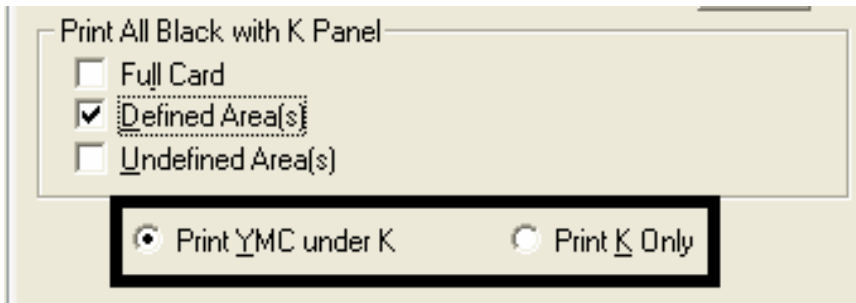 Print All Black with K Panel
Full Card
Defined Area(s)
Undefined Area(s)
Print YMC under K Print K Only